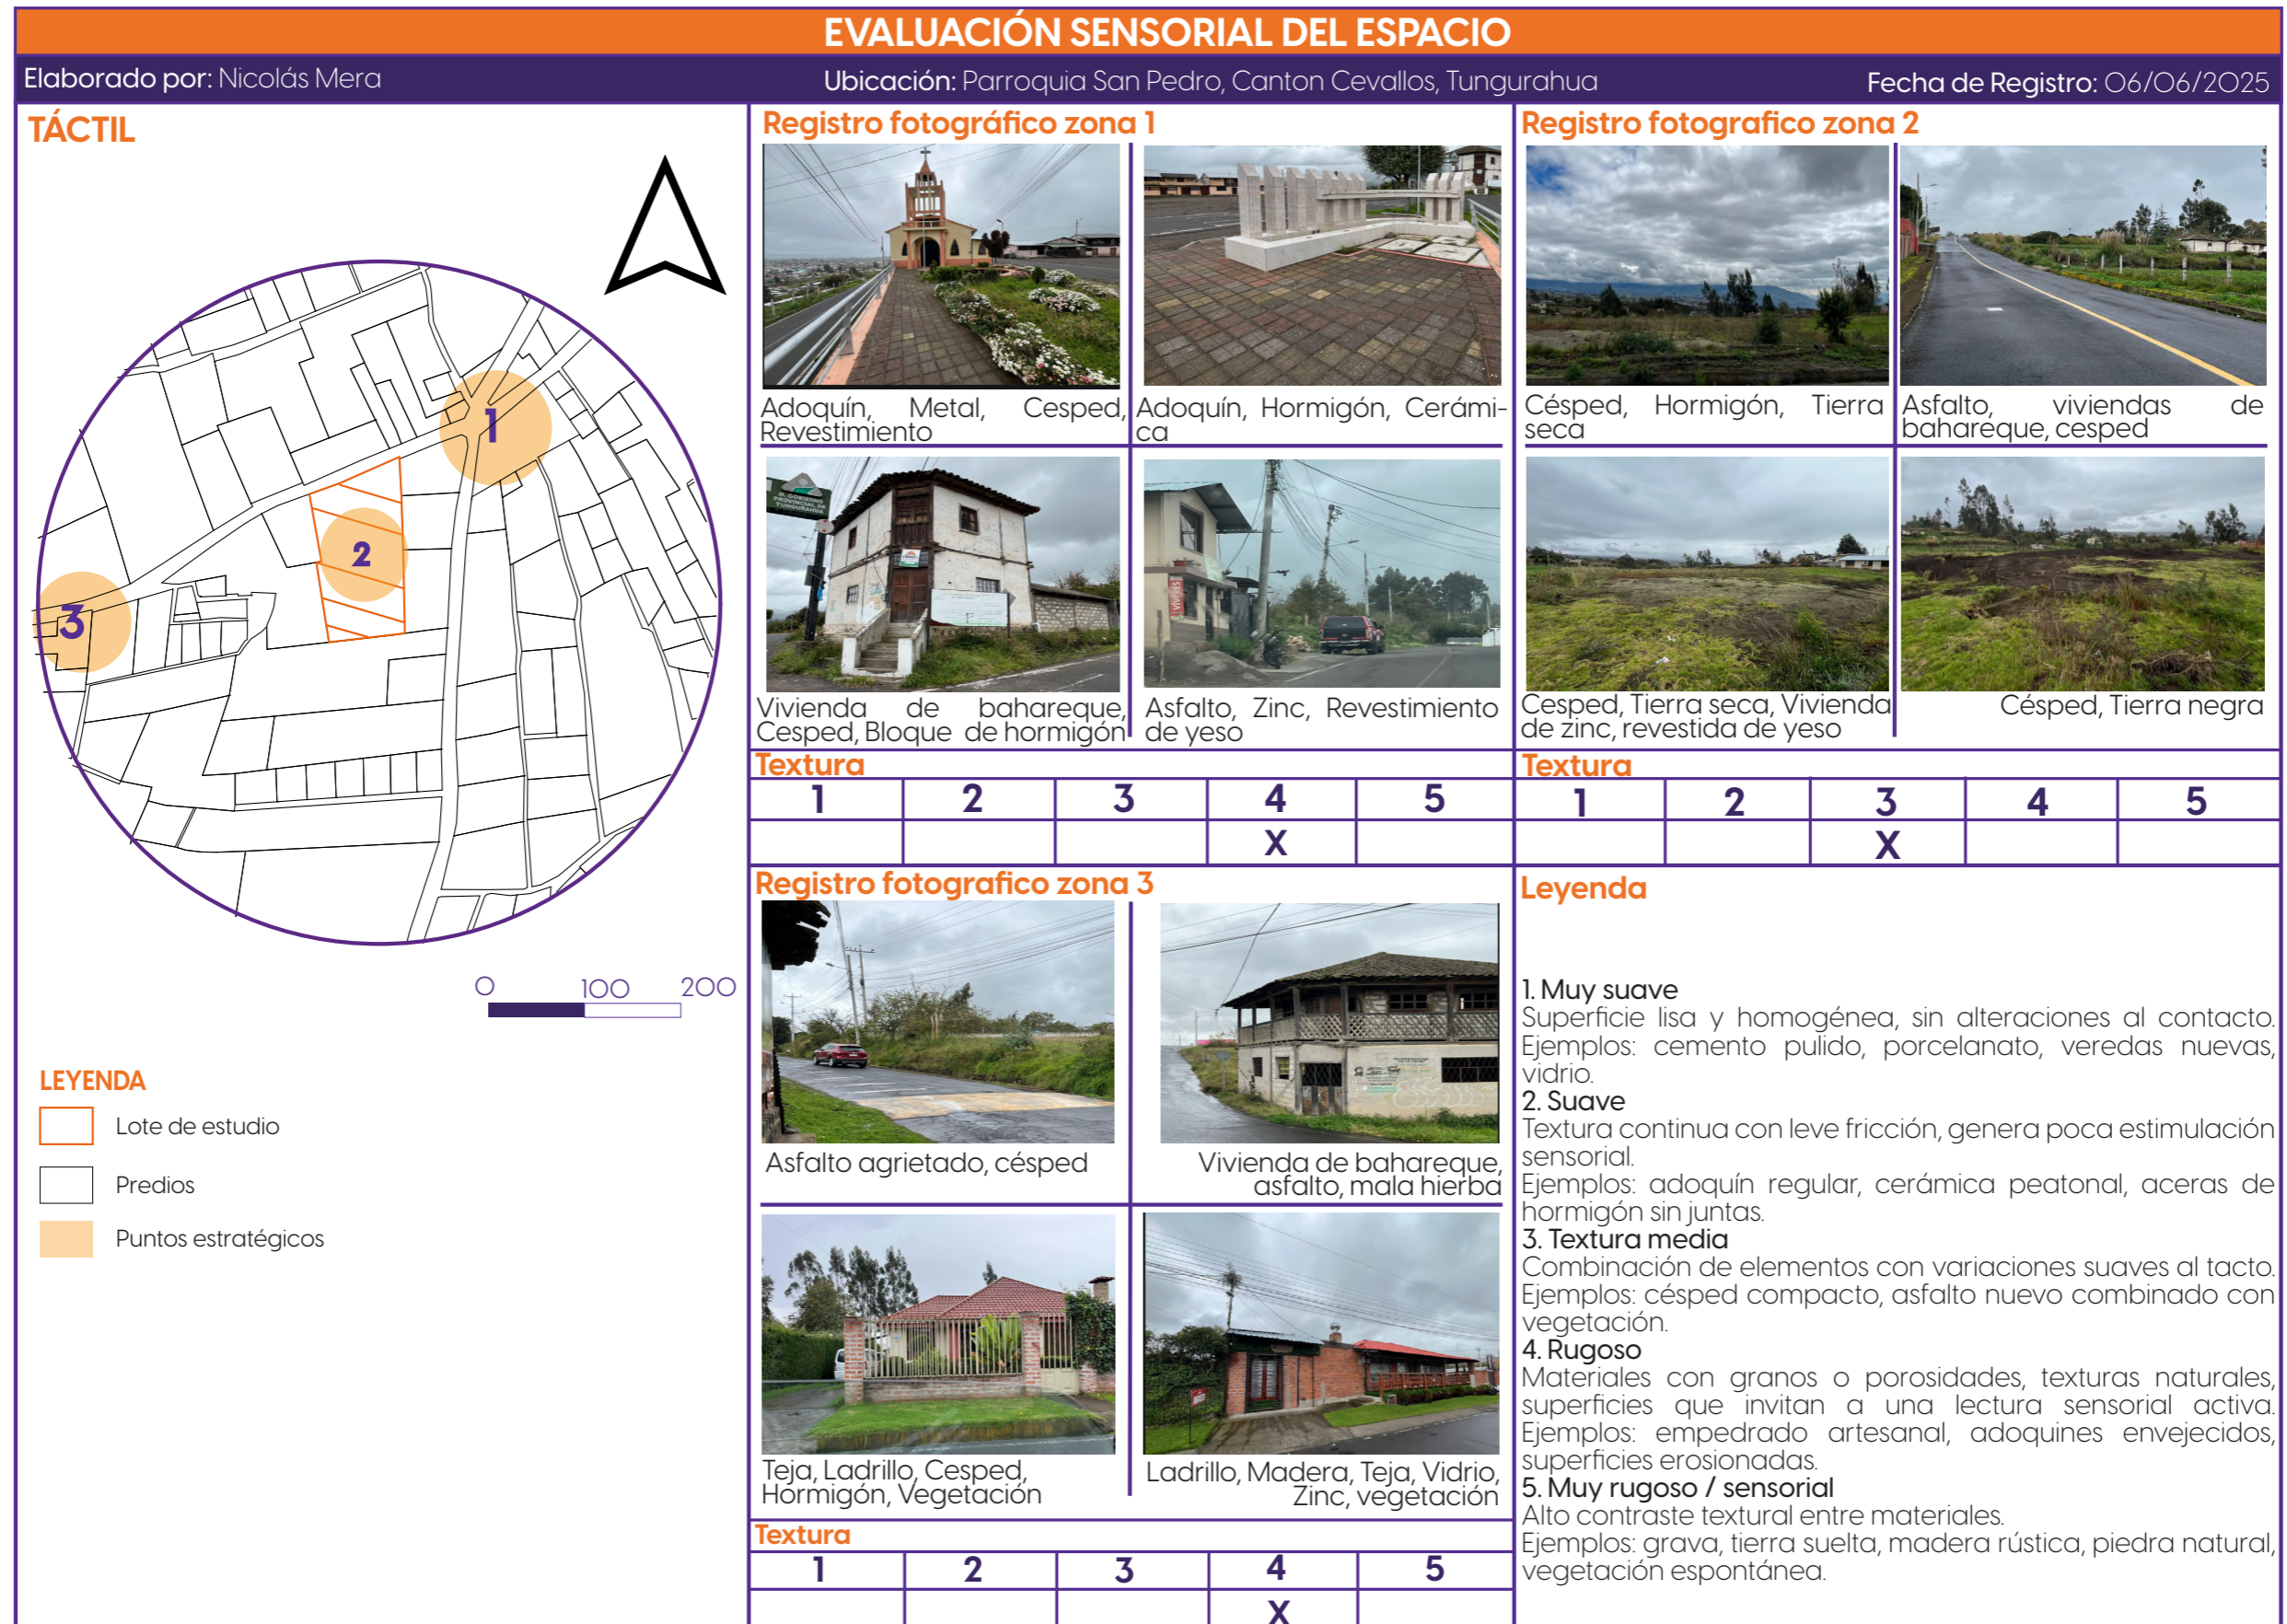 EVALUACIÓN SENSORIAL DEL ESPACIO
Elaborado por: Nicolás Mera
Ubicación: Parroquia San Pedro, Canton Cevallos, Tungurahua
Fecha de Registro: 06/06/2025
TÁCTIL
1
2
3
0 100 200
LEYENDA
Lote de estudio
Predios
Puntos estratégicos
Registro fotográfico zona 1
Adoquín, Metal, Cesped,
Revestimiento
Adoquín, Hormigón, Cerámi-
ca
H. GOBIERNO
PROVINCIAL DE
TUNGURAHUA
Vivienda de bahareque,
Cesped, Bloque de hormigón
VIVERES
Asfalto, Zinc, Revestimiento
de yeso
Textura
1 2 3 4 5
X
Registro fotografico zona 2
Césped, Hormigón, Tierra
seca
Asfalto, viviendas de
bahareque, cesped
Cesped, Tierra seca, Vivienda
de zinc, revestida de yeso
Césped, Tierra negra
Textura
1 2 3 4 5
X
Registro fotografico zona 3
Asfalto agrietado, césped
Vivienda de bahareque,
asfalto, mala hierba
Teja, Ladrillo, Cesped,
Hormigón, Vegetación
Ladrillo, Madera, Teja, Vidrio,
Zinc, vegetación
Textura
1 2 3 4 5
X
Leyenda
1. Muy suave
Superficie lisa y homogénea, sin alteraciones al contacto.
Ejemplos: cemento pulido, porcelanato, veredas nuevas,
vidrio.
2. Suave
Textura continua con leve fricción, genera poca estimulación
sensorial.
Ejemplos: adoquín regular, cerámica peatonal, aceras de
hormigón sin juntas.
3. Textura media
Combinación de elementos con variaciones suaves al tacto.
Ejemplos: césped compacto, asfalto nuevo combinado con
vegetación.
4. Rugoso
Materiales con granos o porosidades, texturas naturales,
superficies que invitan a una lectura sensorial activa.
Ejemplos: empedrado artesanal, adoquines envejecidos,
superficies erosionadas.
5. Muy rugoso / sensorial
Alto contraste textural entre materiales.
Ejemplos: grava, tierra suelta, madera rústica, piedra natural,
vegetación espontánea.